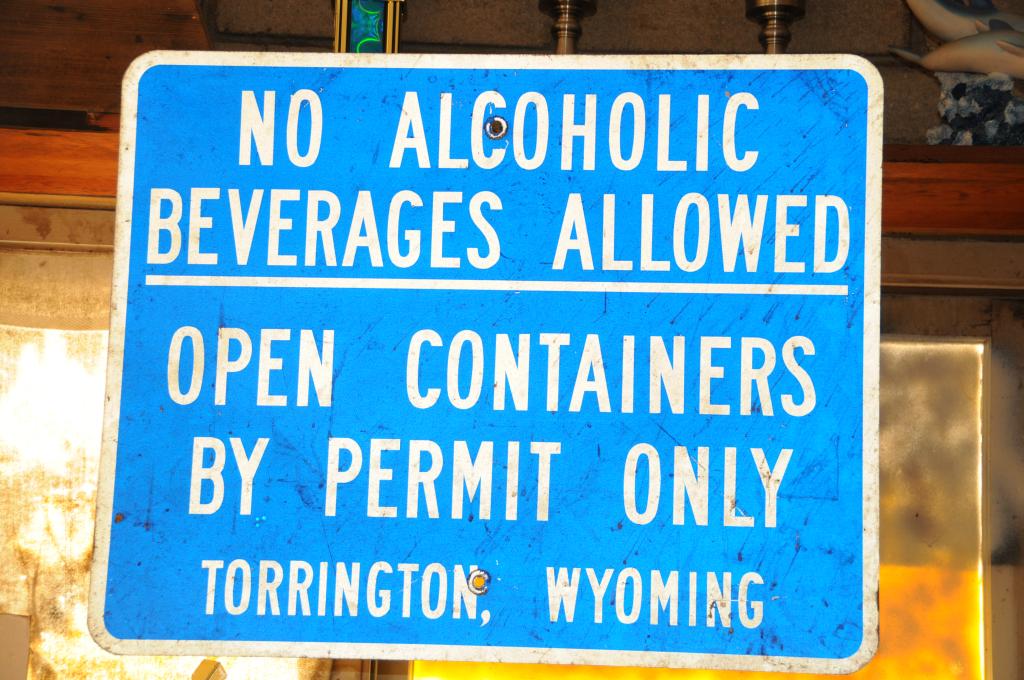 NO ALCOHOLIC
BEVERAGES ALLOWED
OPEN CONTAINERS
BY PERMIT ONLY
TORRINGTON, WYOMING